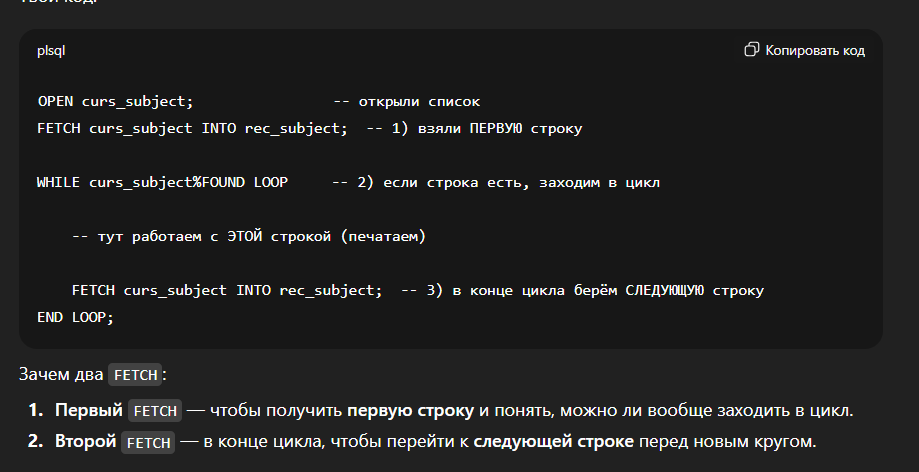 plsql
Копировать код
OPEN curs_subject;                -- открыли список
FETCH curs_subject INTO rec_subject;  -- 1) взяли ПЕРВУЮ строку
WHILE curs_subject%FOUND LOOP     -- 2) если строка есть, заходим в цикл
    -- тут работаем с ЭТОЙ строкой (печатаем)
    FETCH curs_subject INTO rec_subject;  -- 3) в конце цикла берём СЛЕДУЮЩУЮ строку
END LOOP;
Зачем два FETCH:
1. Первый FETCH — чтобы получить первую строку и понять, можно ли вообще заходить в цикл.
2. Второй FETCH — в конце цикла, чтобы перейти к следующей строке перед новым кругом.